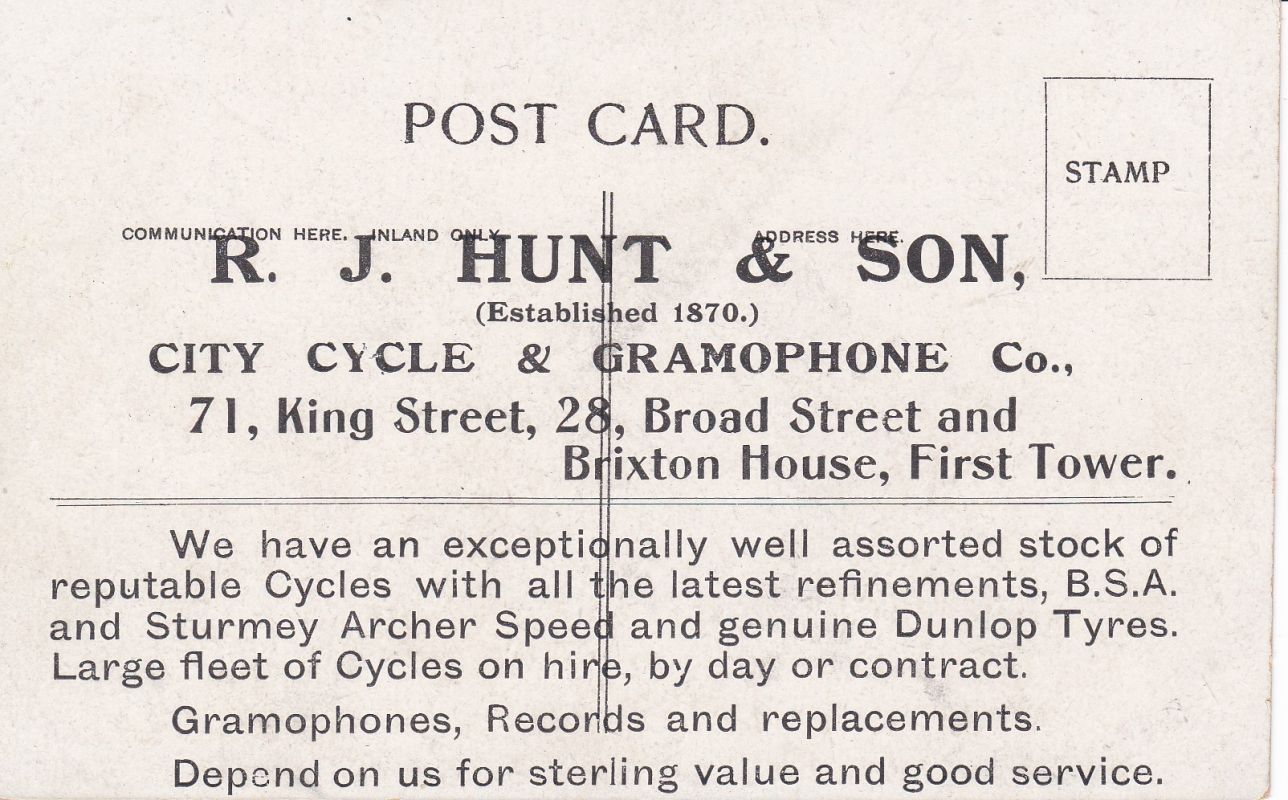 POST CARD.
STAMP
COMMUNICATION HERE. INLAND ONLY.
ADDRESS HERE.
R. J. HUNT & SON,
(Established 1870.)
CITY CYCLE & GRAMOPHONE Co.,
71, King Street, 28, Broad Street and
Brixton House, First Tower.
We have an exceptionally well assorted stock of
reputable Cycles with all the latest refinements, B.S.A.
and Sturmey Archer Speed and genuine Dunlop Tyres.
Large fleet of Cycles on hire, by day or contract.
Gramophones, Records and replacements.
Depend on us for sterling value and good service.